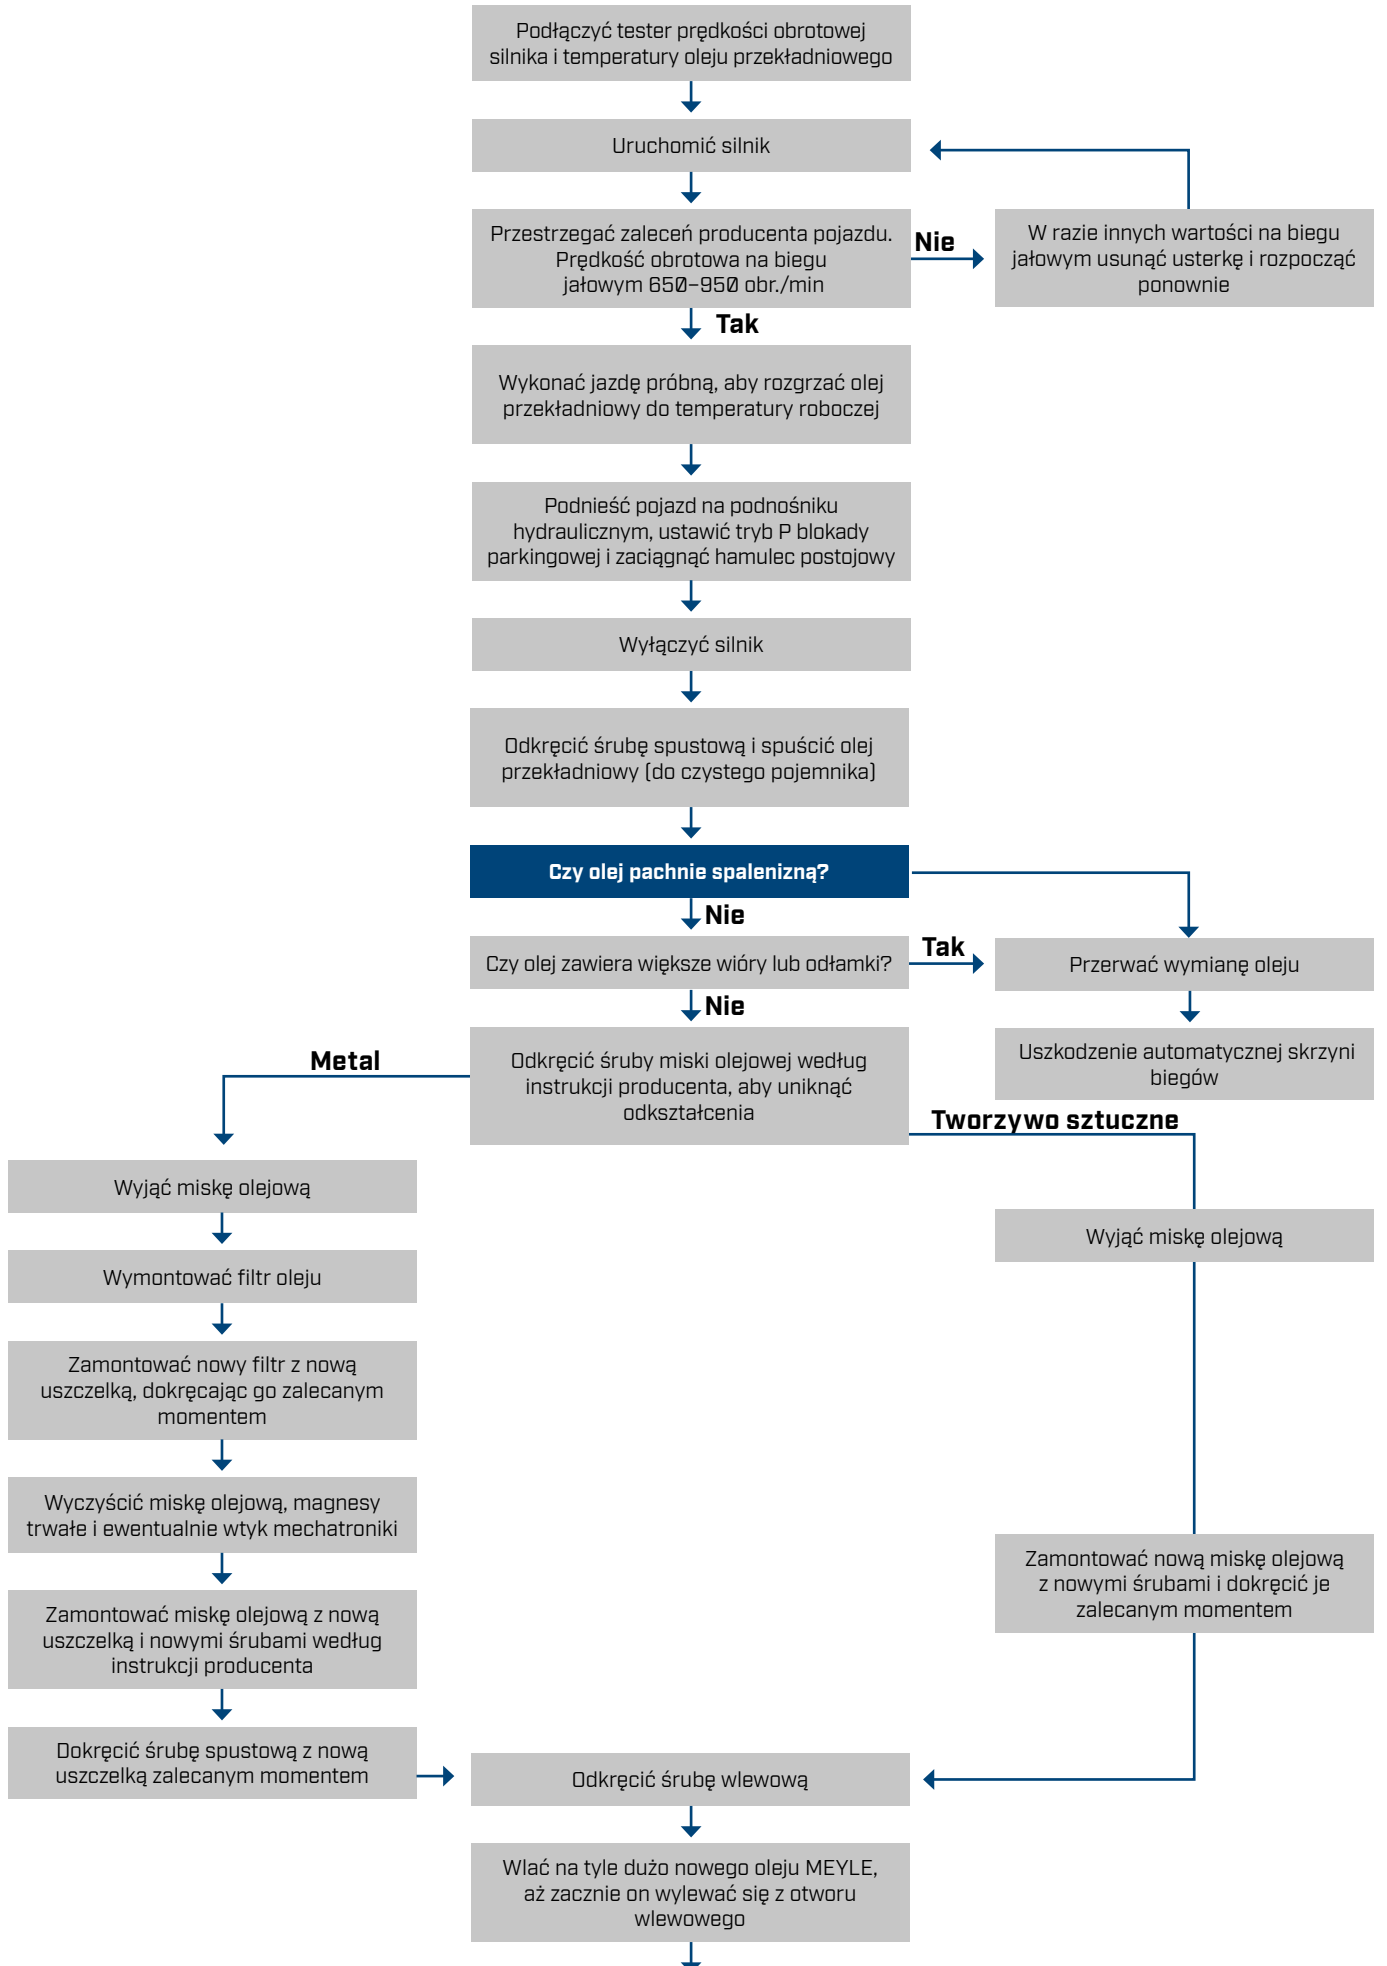 Podłączyć tester prędkości obrotowej
silnika i temperatury oleju przekładniowego
Uruchomić silnik
Przestrzegać zaleceń producenta pojazdu.
Prędkość obrotowa na biegu
jałowym 650–950 obr./min
Nie
W razie innych wartości na biegu
jałowym usunąć usterkę i rozpocząć
ponownie
Tak
Wykonać jazdę próbną, aby rozgrzać olej
przekładniowy do temperatury roboczej
Podnieść pojazd na podnośniku
hydraulicznym, ustawić tryb P blokady
parkingowej i zaciągnąć hamulec postojowy
Wyłączyć silnik
Odkręcić śrubę spustową i spuścić olej
przekładniowy (do czystego pojemnika)
Czy olej pachnie spalenizną?
Nie
Czy olej zawiera większe wióry lub odłamki?
Tak
Przerwać wymianę oleju
Nie
Uszkodzenie automatycznej skrzyni
biegów
Odkręcić śruby miski olejowej według
instrukcji producenta, aby uniknąć
odkształcenia
Metal
Tworzywo sztuczne
Wyjąć miskę olejową
Wymontować filtr oleju
Zamontować nowy filtr z nową
uszczelką, dokręcając go zalecanym
momentem
Wyczyścić miskę olejową, magnesy
trwałe i ewentualnie wtyk mechatroniki
Zamontować miskę olejową z nową
uszczelką i nowymi śrubami według
instrukcji producenta
Dokręcić śrubę spustową z nową
uszczelką zalecanym momentem
Wyjąć miskę olejową
Zamontować nową miskę olejową
z nowymi śrubami i dokręcić je
zalecanym momentem
Odkręcić śrubę wlewową
Wlać na tyle dużo nowego oleju MEYLE,
aż zacznie on wylewać się z otworu
wlewowego